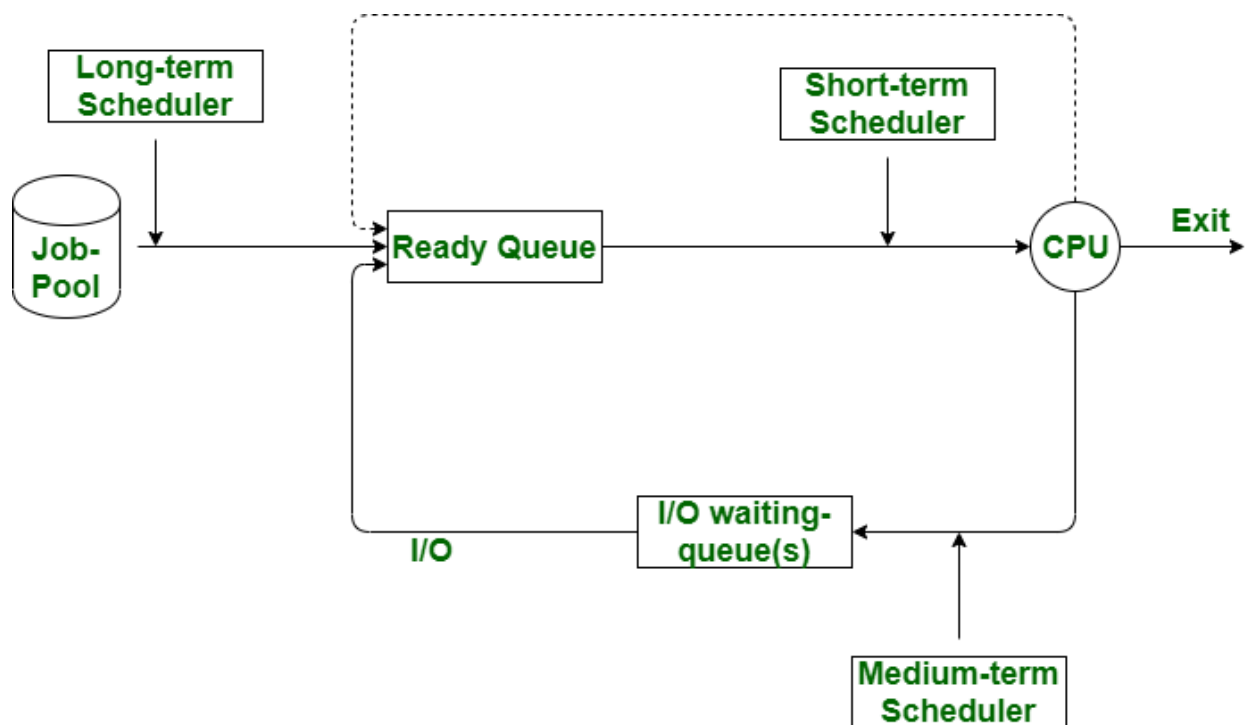 Long-term
Scheduler
Short-term
Scheduler
Job-
Pool
Ready Queue
CPU
Exit
I/O waiting-
queue(s)
I/O
Medium-term
Scheduler